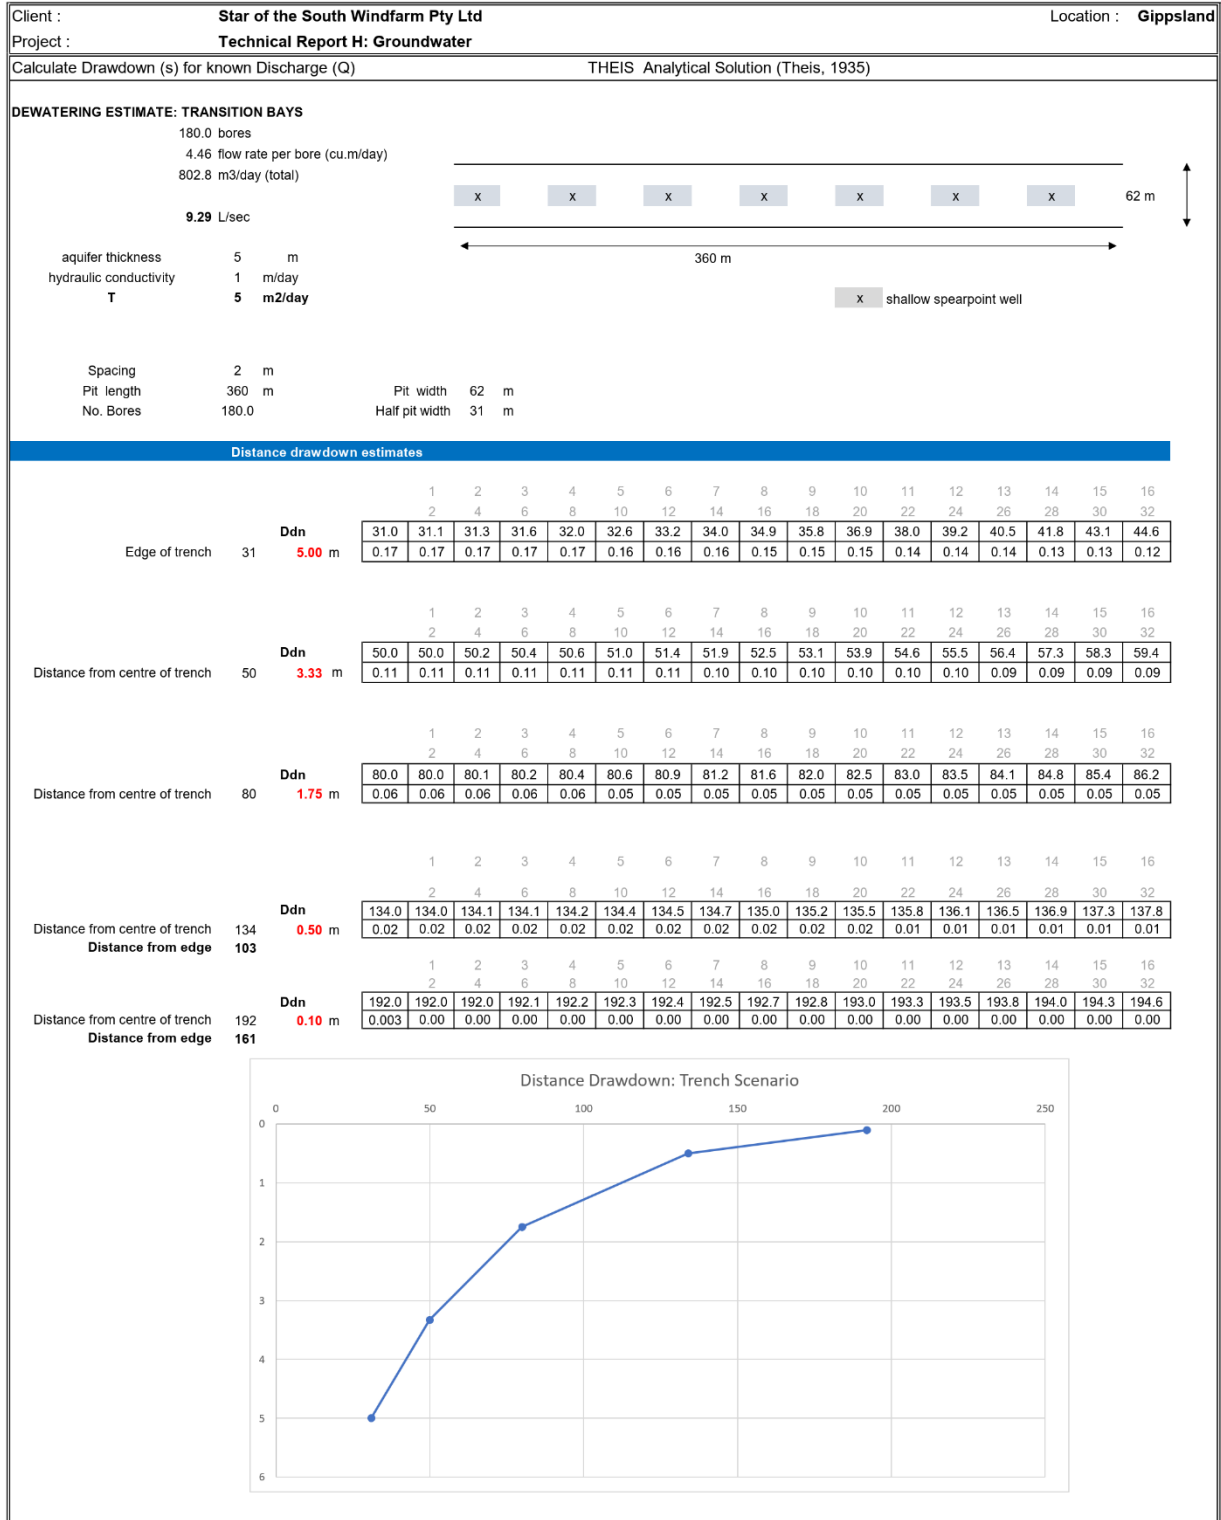 Client : Star of the South Windfarm Pty Ltd Location : Gippsland
Project : Technical Report H: Groundwater
Calculate Drawdown (s) for known Discharge (Q) THEIS Analytical Solution (Theis, 1935)
DEWATERING ESTIMATE: TRANSITION BAYS
180.0 bores
4.46 flow rate per bore (cu.m/day)
802.8 m3/day (total)
x x x x x x x 62 m
9.29 L/sec
aquifer thickness 5 m 360 m
hydraulic conductivity 1 m/day
T 5 m2/day x shallow spearpoint well
Spacing 2 m
Pit length 360 m Pit width 62 m
No. Bores 180.0 Half pit width 31 m
Distance drawdown estimates
1 2 3 4 5 6 7 8 9 10 11 12 13 14 15 16
2 4 6 8 10 12 14 16 18 20 22 24 26 28 30 32
Ddn 31.0 31.1 31.3 31.6 32.0 32.6 33.2 34.0 34.9 35.8 36.9 38.0 39.2 40.5 41.8 43.1 44.6
Edge of trench 31 5.00 m 0.17 0.17 0.17 0.17 0.17 0.16 0.16 0.16 0.15 0.15 0.15 0.14 0.14 0.14 0.13 0.13 0.12
1 2 3 4 5 6 7 8 9 10 11 12 13 14 15 16
2 4 6 8 10 12 14 16 18 20 22 24 26 28 30 32
Ddn 50.0 50.0 50.2 50.4 50.6 51.0 51.4 51.9 52.5 53.1 53.9 54.6 55.5 56.4 57.3 58.3 59.4
Distance from centre of trench 50 3.33 m 0.11 0.11 0.11 0.11 0.11 0.11 0.11 0.10 0.10 0.10 0.10 0.10 0.10 0.09 0.09 0.09 0.09
1 2 3 4 5 6 7 8 9 10 11 12 13 14 15 16
2 4 6 8 10 12 14 16 18 20 22 24 26 28 30 32
Ddn 80.0 80.0 80.1 80.2 80.4 80.6 80.9 81.2 81.6 82.0 82.5 83.0 83.5 84.1 84.8 85.4 86.2
Distance from centre of trench 80 1.75 m 0.06 0.06 0.06 0.06 0.06 0.05 0.05 0.05 0.05 0.05 0.05 0.05 0.05 0.05 0.05 0.05 0.05
1 2 3 4 5 6 7 8 9 10 11 12 13 14 15 16
2 4 6 8 10 12 14 16 18 20 22 24 26 28 30 32
Ddn 134.0 134.0 134.1 134.1 134.2 134.4 134.5 134.7 135.0 135.2 135.5 135.8 136.1 136.5 136.9 137.3 137.8
Distance from centre of trench 134 0.50 m 0.02 0.02 0.02 0.02 0.02 0.02 0.02 0.02 0.02 0.02 0.02 0.01 0.01 0.01 0.01 0.01 0.01
Distance from edge 103
1 2 3 4 5 6 7 8 9 10 11 12 13 14 15 16
2 4 6 8 10 12 14 16 18 20 22 24 26 28 30 32
Ddn 192.0 192.0 192.0 192.1 192.2 192.3 192.4 192.5 192.7 192.8 193.0 193.3 193.5 193.8 194.0 194.3 194.6
Distance from centre of trench 192 0.10 m 0.003 0.00 0.00 0.00 0.00 0.00 0.00 0.00 0.00 0.00 0.00 0.00 0.00 0.00 0.00 0.00 0.00
Distance from edge 161
Distance Drawdown: Trench Scenario
0 50 100 150 200 250
0
1
2
3
4
5
6